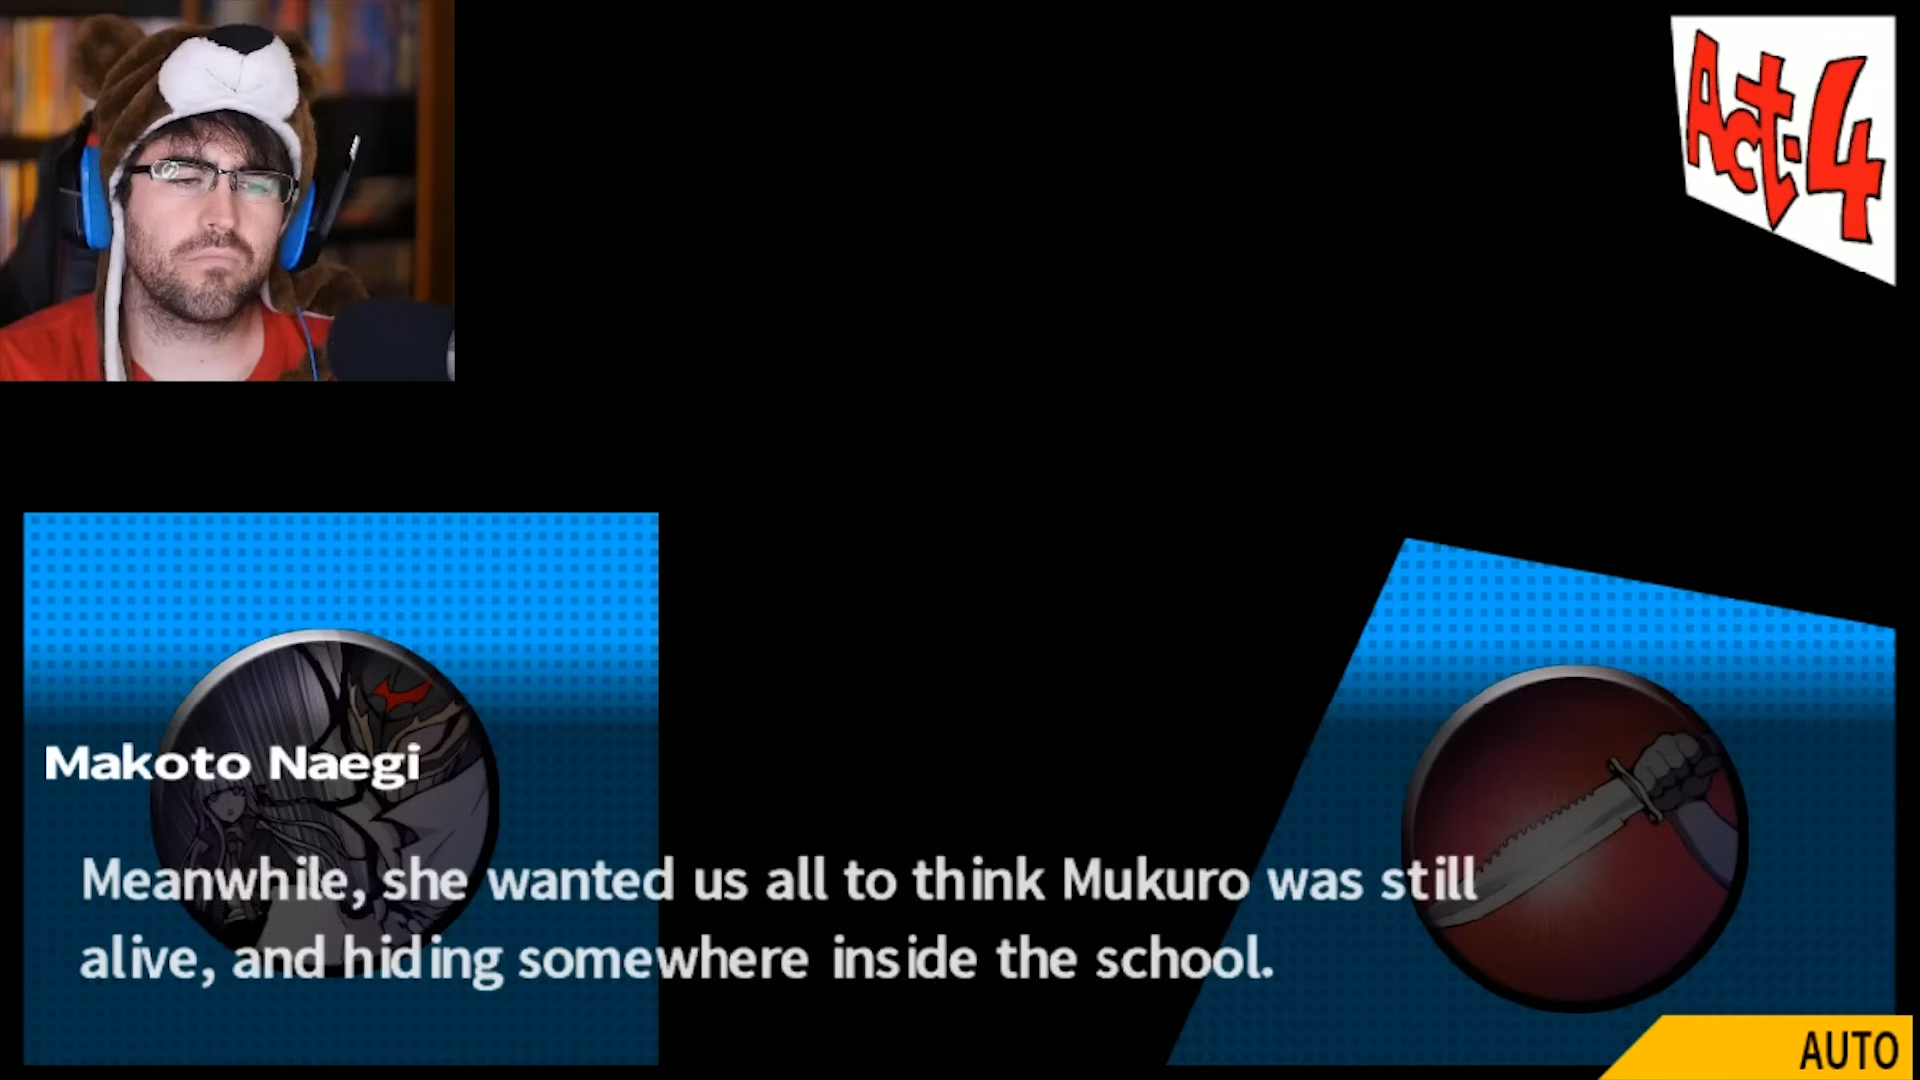 Act.4
Makoto Naegi
Meanwhile, she wanted us all to think Mukuro was still
alive, and hiding somewhere inside the school.
AUTO